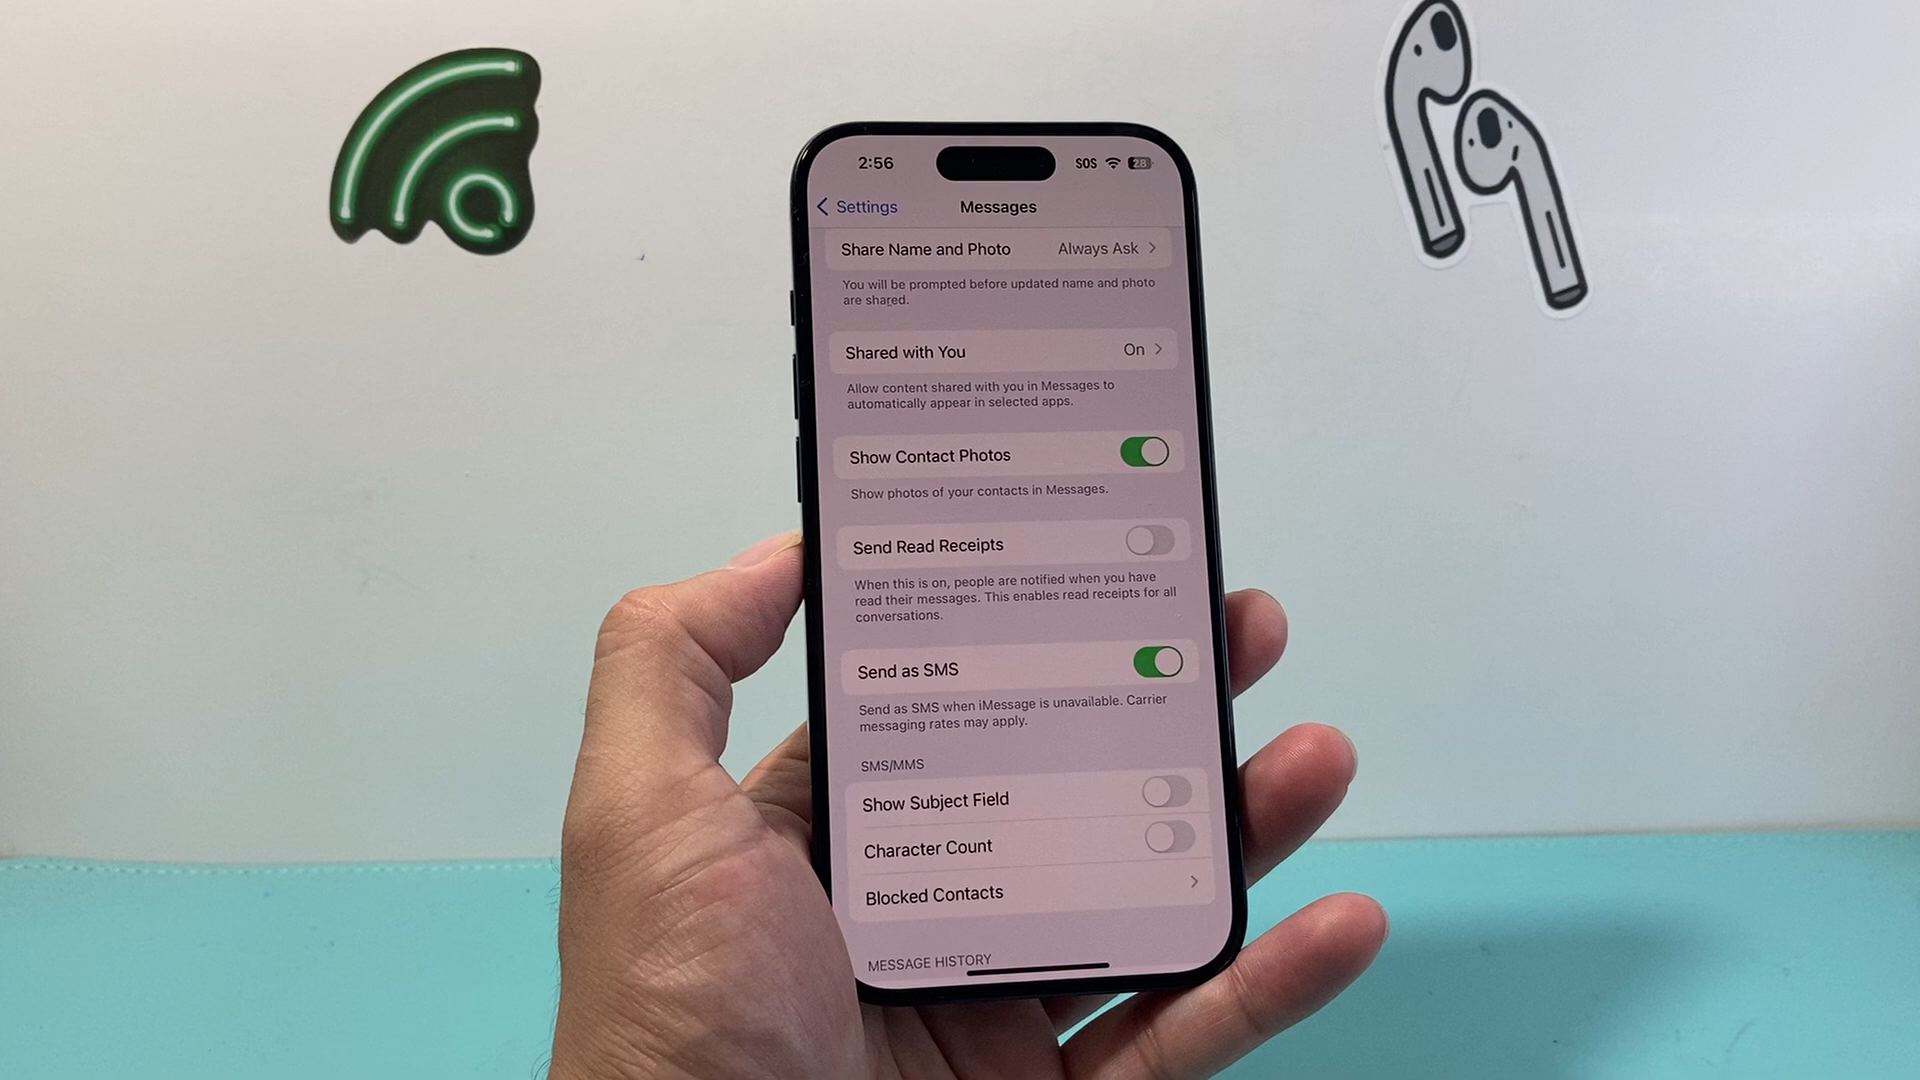 2:56
SOS
28
Settings
Messages
Share Name and Photo
Always Ask
You will be prompted before updated name and photo
are shared.
Shared with You
On
Allow content shared with you in Messages to
automatically appear in selected apps.
Show Contact Photos
Show photos of your contacts in Messages.
Send Read Receipts
When this is on, people are notified when you have
read their messages. This enables read receipts for all
conversations.
Send as SMS
Send as SMS when iMessage is unavailable. Carrier
messaging rates may apply.
SMS/MMS
Show Subject Field
Character Count
Blocked Contacts
MESSAGE HISTORY